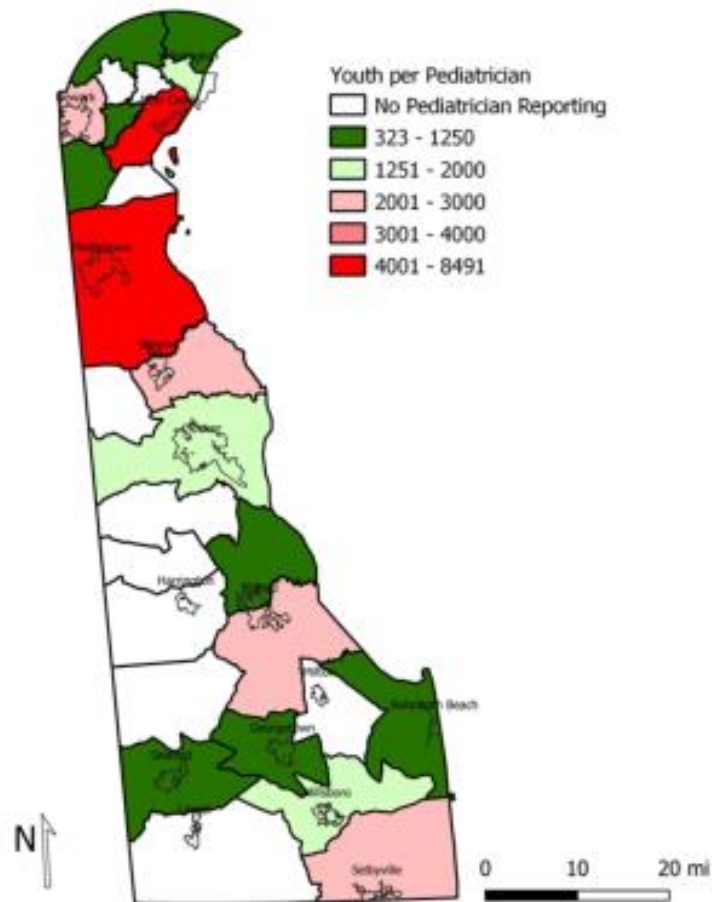 Youth per Pediatrician
No Pediatrician Reporting
323 - 1250
1251 - 2000
2001 - 3000
3001 - 4000
4001 - 8491
Harrington
Rehoboth Beach
Georgetown
Seaford
Millsboro
Selbyville
N
0 10 20 mi